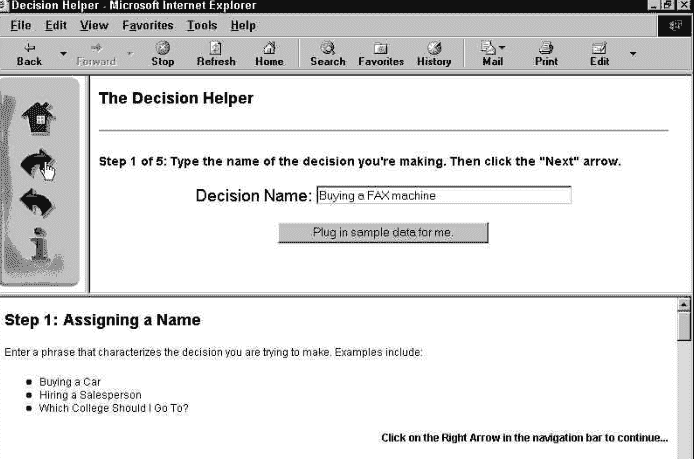 Decision Helper - Microsoft Internet Explorer
File Edit View Favorites Tools Help
Back Forward Stop Refresh Home Search Favorites History Mail Print Edit
The Decision Helper
Step 1 of 5: Type the name of the decision you're making. Then click the "Next" arrow.
Decision Name: Buying a FAX machine
Plug in sample data for me.
Step 1: Assigning a Name
Enter a phrase that characterizes the decision you are trying to make. Examples include:
Buying a Car
Hiring a Salesperson
Which College Should I Go To?
Click on the Right Arrow in the navigation bar to continue...